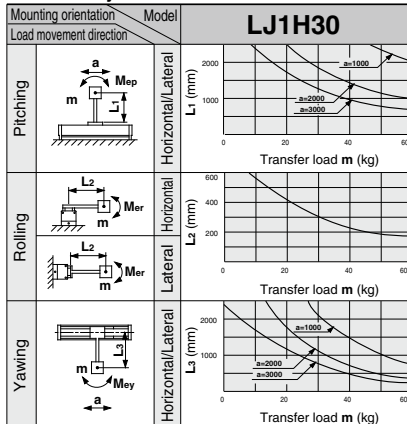 Mounting orientation
Model
Load movement direction
LJ1H30
Pitching
a
Mep
m
L1
Horizontal/Lateral
L1 (mm)
2000
1000
a=1000
a=2000
a=3000
0
20
40
60
Transfer load m (kg)
Rolling
L2
Mer
m
Horizontal
L2
Mer
m
Lateral
L2 (mm)
600
400
200
0
20
40
60
Transfer load m (kg)
Yawing
L3
m
Mey
a
Horizontal/Lateral
L3 (mm)
2000
1000
a=1000
a=2000
a=3000
0
20
40
60
Transfer load m (kg)